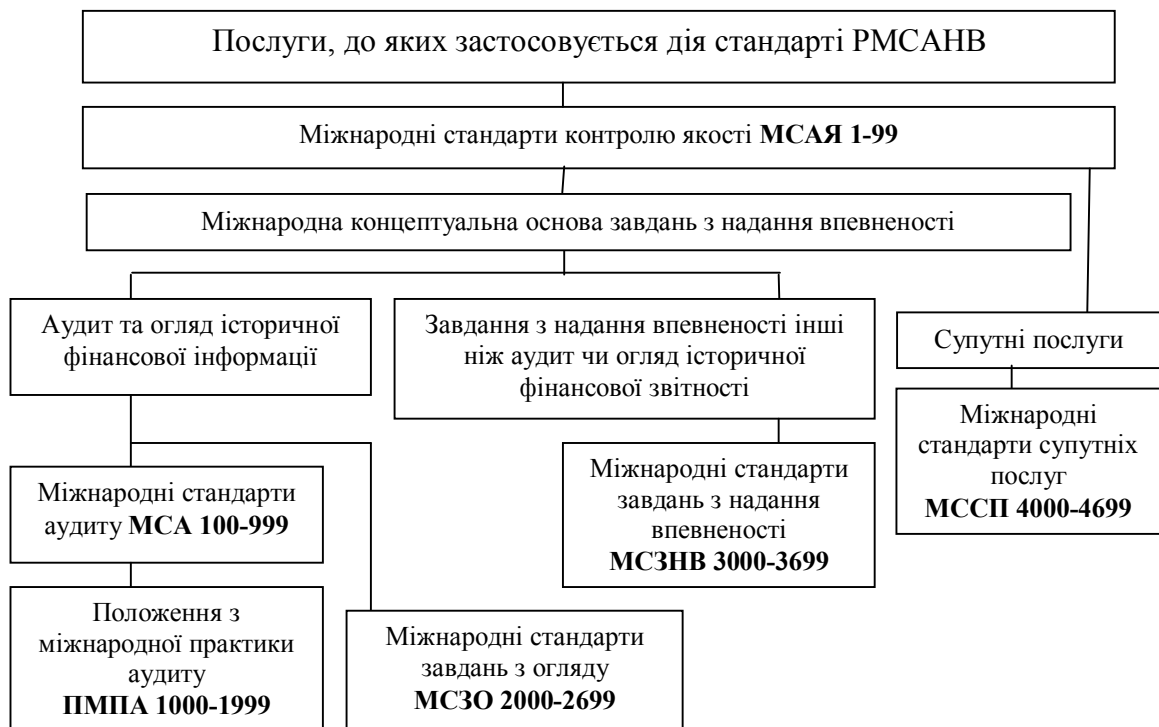 Послуги, до яких застосовується дія стандарті РМСАНВ
Міжнародні стандарти контролю якості МСАЯ 1-99
Міжнародна концептуальна основа завдань з надання впевненості
Аудит та огляд історичної
фінансової інформації
Завдання з надання впевненості інші
ніж аудит чи огляд історичної
фінансової звітності
Супутні послуги
Міжнародні стандарти
аудиту МСА 100-999
Міжнародні стандарти
завдань з надання
впевненості
МСЗНВ 3000-3699
Міжнародні
стандарти супутніх
послуг
МССП 4000-4699
Положення з
міжнародної практики
аудиту
ПМПА 1000-1999
Міжнародні стандарти
завдань з огляду
МСЗО 2000-2699